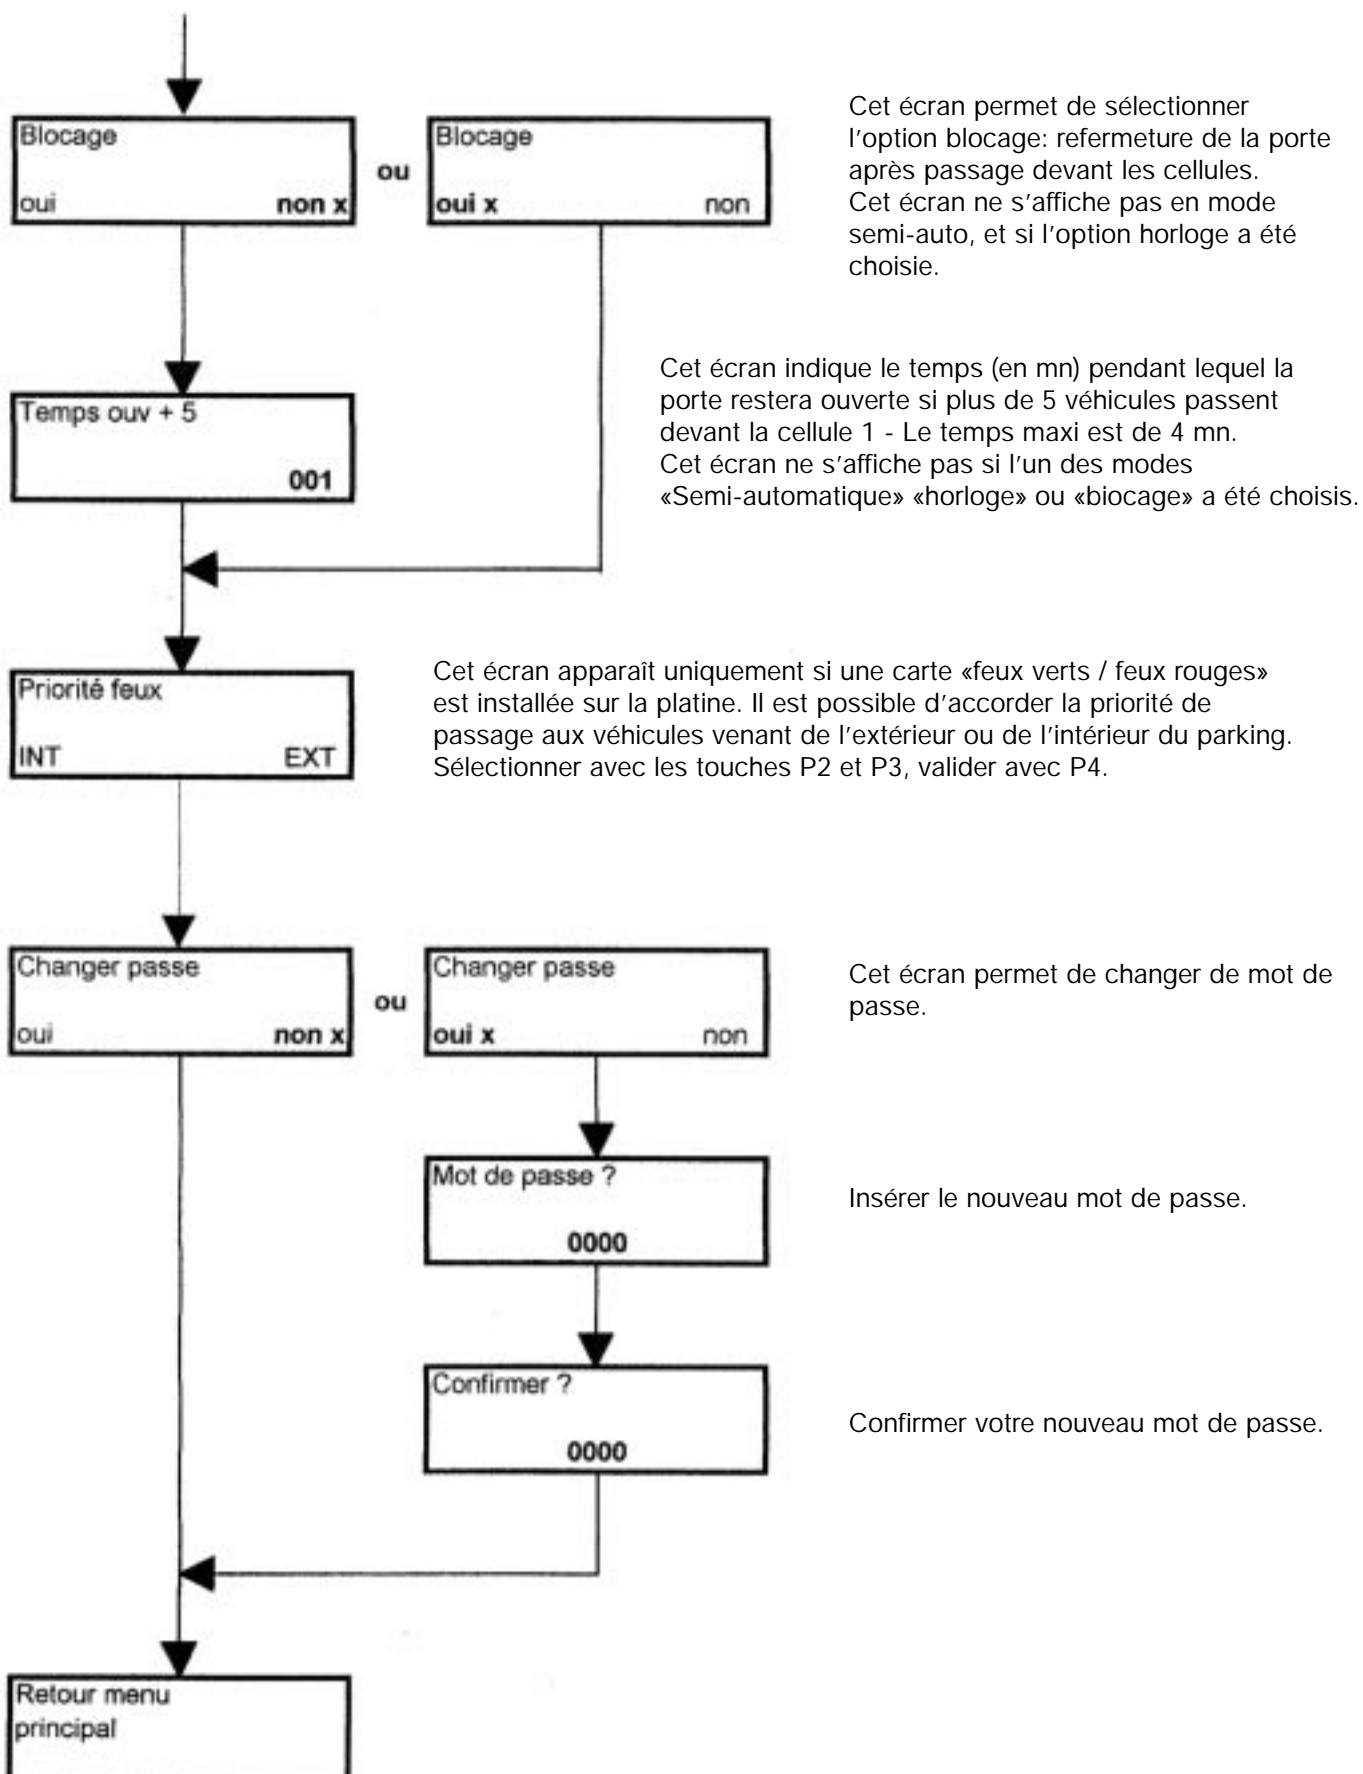 Blocage
oui non x
ou
Blocage
oui x non
Cet écran permet de sélectionner
l'option blocage: refermeture de la porte
après passage devant les cellules.
Cet écran ne s'affiche pas en mode
semi-auto, et si l'option horloge a été
choisie.
Temps ouv + 5
001
Cet écran indique le temps (en mn) pendant lequel la
porte restera ouverte si plus de 5 véhicules passent
devant la cellule 1 - Le temps maxi est de 4 mn.
Cet écran ne s'affiche pas si l'un des modes
«Semi-automatique» «horloge» ou «biocage» a été choisis.
Priorité feux
INT EXT
Cet écran apparaît uniquement si une carte «feux verts / feux rouges»
est installée sur la platine. Il est possible d'accorder la priorité de
passage aux véhicules venant de l'extérieur ou de l'intérieur du parking.
Sélectionner avec les touches P2 et P3, valider avec P4.
Changer passe
oui non x
ou
Changer passe
oui x non
Cet écran permet de changer de mot de
passe.
Mot de passe ?
0000
Insérer le nouveau mot de passe.
Confirmer ?
0000
Confirmer votre nouveau mot de passe.
Retour menu
principal